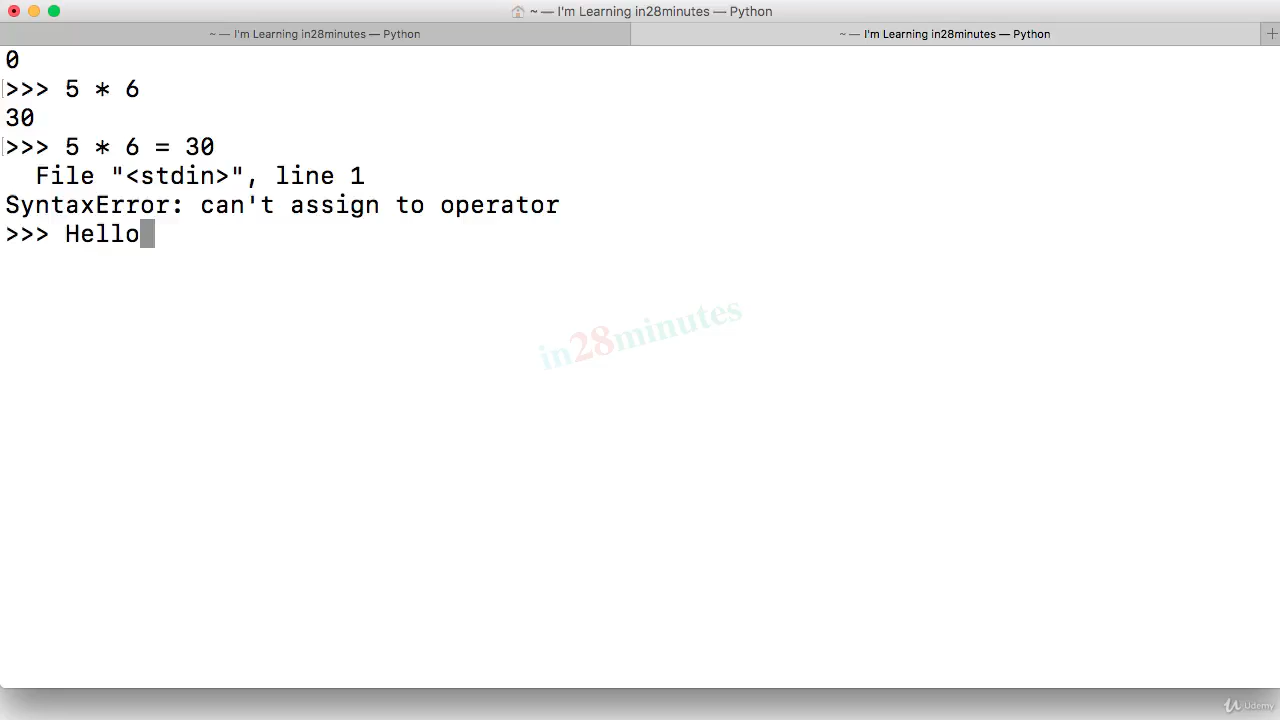 ~ — I'm Learning in28minutes — Python
~ — I'm Learning in28minutes — Python
~ — I'm Learning in28minutes — Python
0
>>> 5 * 6
30
>>> 5 * 6 = 30
File "<stdin>", line 1
SyntaxError: can't assign to operator
>>> Hello
in28minutes
Udemy